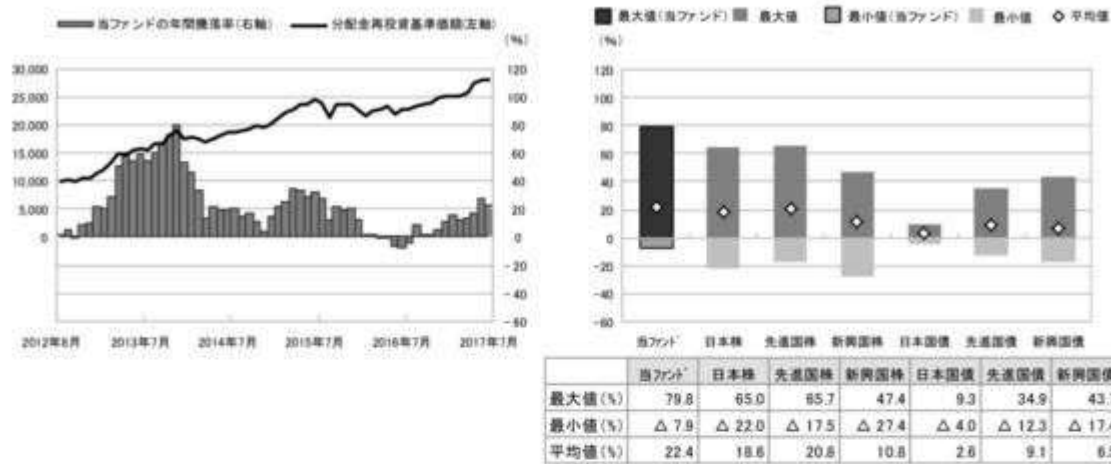 当ファンドの年間騰落率(右軸) 分配金再投資基準価額(左軸)
(%)
30,000 120
25,000 100
20,000 80
15,000 60
10,000 40
5,000 20
0 0
-20
-40
-60
2012年8月 2013年7月 2014年7月 2015年7月 2016年7月 2017年7月
最大値(当ファンド) 最大値 最小値(当ファンド) 最小値 平均値
(%)
120
100
80
60
40
20
0
-20
-40
-60
当ファンド 日本株 先進国株 新興国株 日本国債 先進国債 新興国債
当ファンド 日本株 先進国株 新興国株 日本国債 先進国債 新興国債
最大値(%) 79.8 65.0 65.7 47.4 9.3 34.9 43.
最小値(%) △ 7.9 △ 22.0 △ 17.5 △ 27.4 △ 4.0 △ 12.3 △ 17.4
平均値(%) 22.4 18.6 20.8 10.8 2.6 9.1